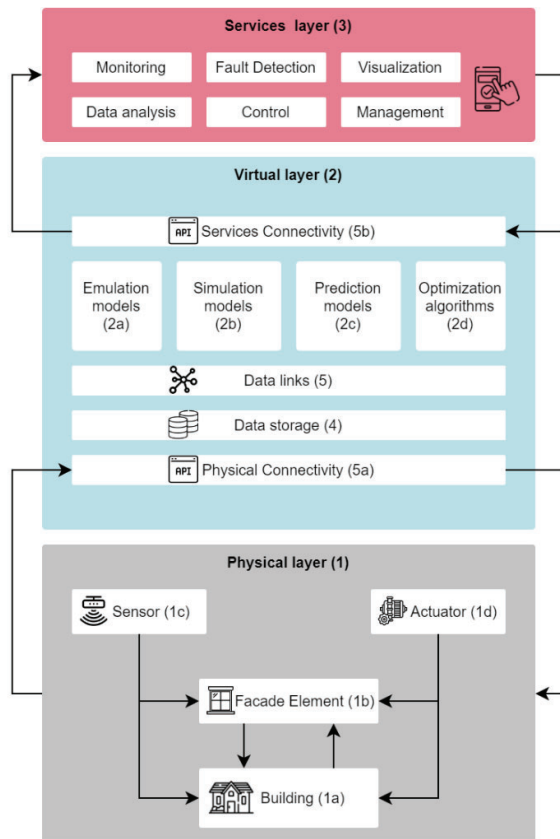 Services layer (3)
Monitoring
Fault Detection
Visualization
Data analysis
Control
Management
Virtual layer (2)
API
Services Connectivity (5b)
Emulation
models
(2a)
Simulation
models
(2b)
Prediction
models
(2c)
Optimization
algorithms
(2d)
Data links (5)
Data storage (4)
API
Physical Connectivity (5a)
Physical layer (1)
Sensor (1c)
Actuator (1d)
Facade Element (1b)
Building (1a)